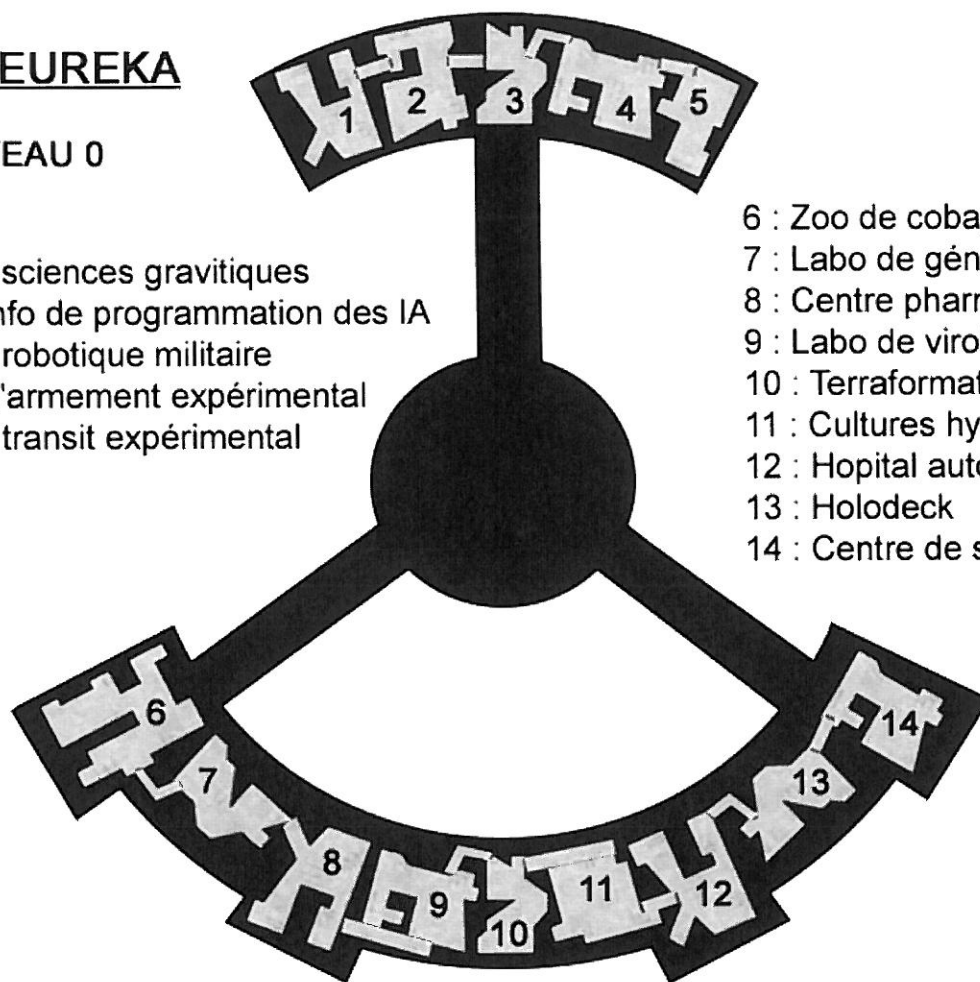 EUREKA
EAU 0
sciences gravitiques
nfo de programmation des IA
robotique militaire
'armement expérimental
transit expérimental
6 : Zoo de coba
7 : Labo de gén
8 : Centre pharr
9 : Labo de viro
10 : Terraformat
11 : Cultures hy
12 : Hopital auto
13 : Holodeck
14 : Centre de s
1
2
3
4
5
6
7
8
9
10
11
12
13
14